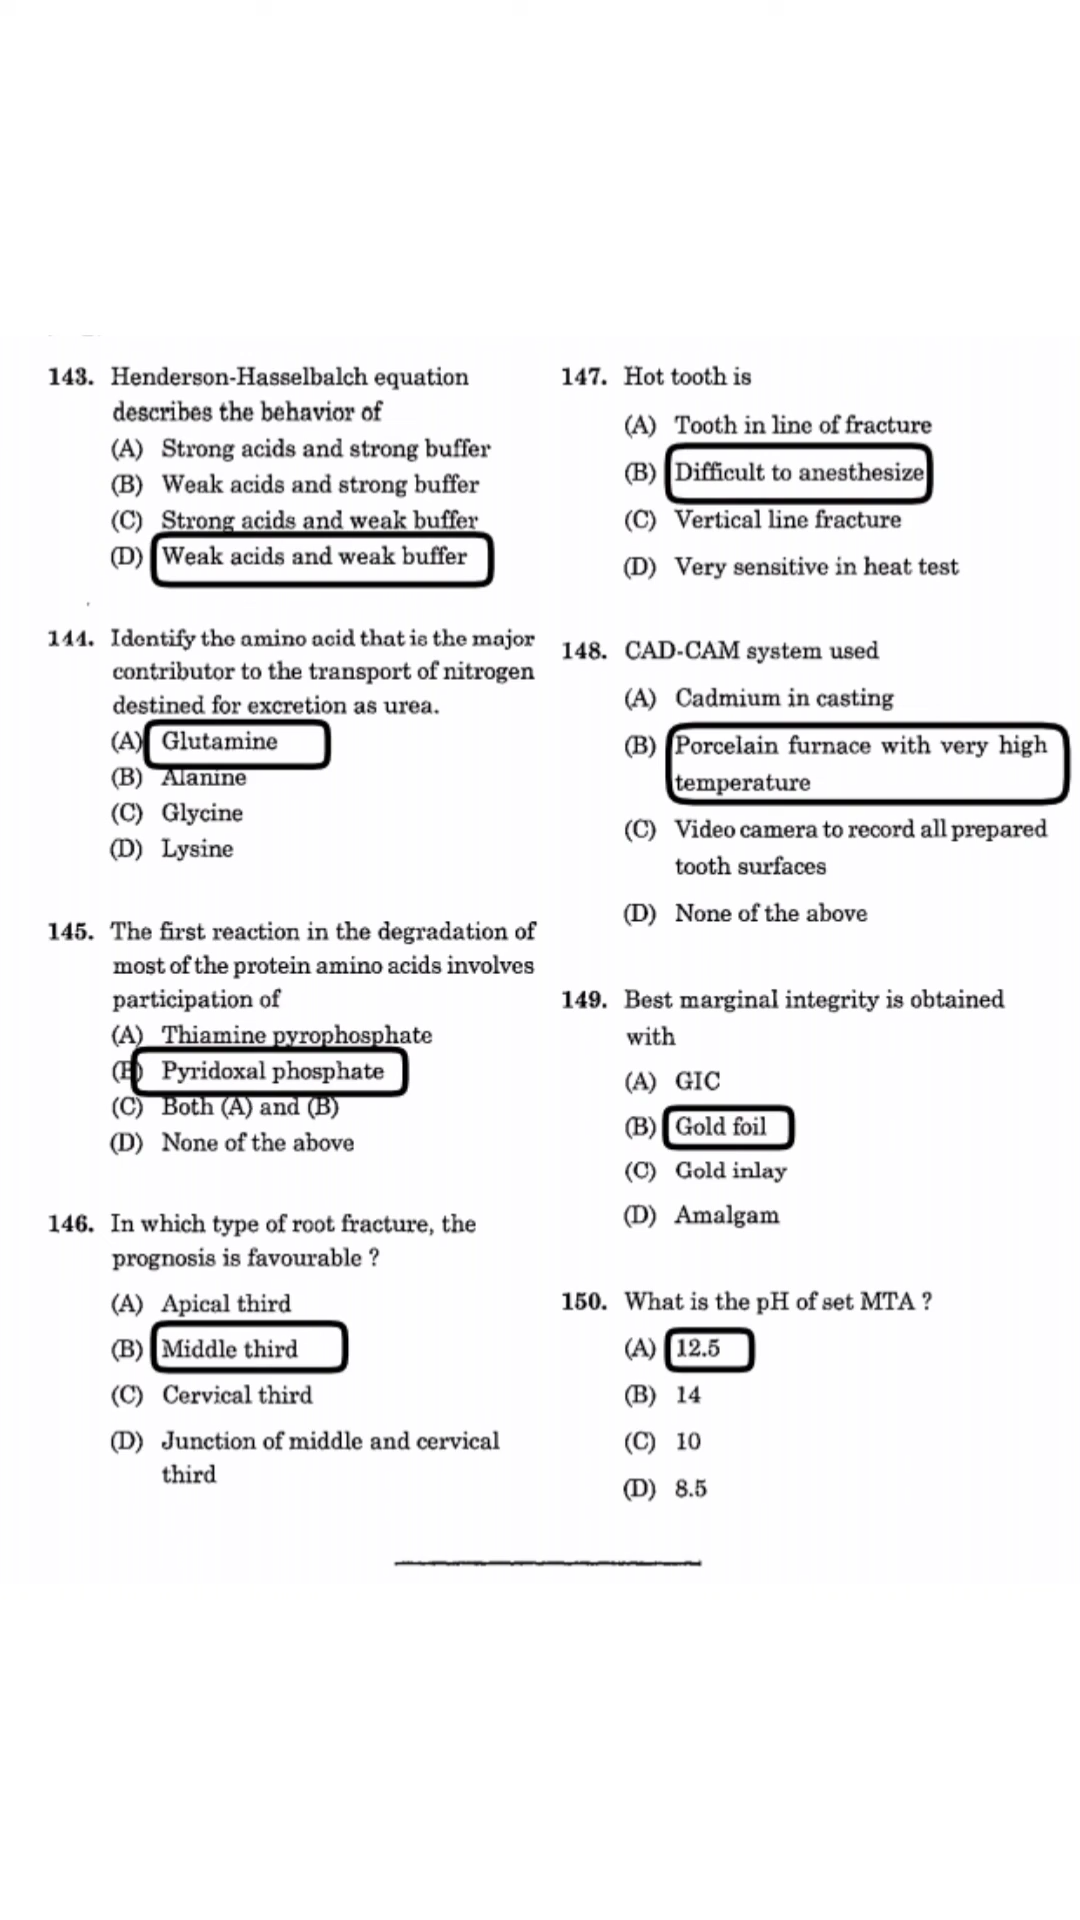 143. Henderson-Hasselbalch equation
describes the behavior of
(A) Strong acids and strong buffer
(B) Weak acids and strong buffer
(C) Strong acids and weak buffer
(D) Weak acids and weak buffer
144. Identify the amino acid that is the major
contributor to the transport of nitrogen
destined for excretion as urea.
(A) Glutamine
(B) Alanine
(C) Glycine
(D) Lysine
145. The first reaction in the degradation of
most of the protein amino acids involves
participation of
(A) Thiamine pyrophosphate
(B) Pyridoxal phosphate
(C) Both (A) and (B)
(D) None of the above
146. In which type of root fracture, the
prognosis is favourable ?
(A) Apical third
(B) Middle third
(C) Cervical third
(D) Junction of middle and cervical
third
147. Hot tooth is
(A) Tooth in line of fracture
(B) Difficult to anesthesize
(C) Vertical line fracture
(D) Very sensitive in heat test
148. CAD-CAM system used
(A) Cadmium in casting
(B) Porcelain furnace with very high
temperature
(C) Video camera to record all prepared
tooth surfaces
(D) None of the above
149. Best marginal integrity is obtained
with
(A) GIC
(B) Gold foil
(C) Gold inlay
(D) Amalgam
150. What is the pH of set MTA ?
(A) 12.5
(B) 14
(C) 10
(D) 8.5